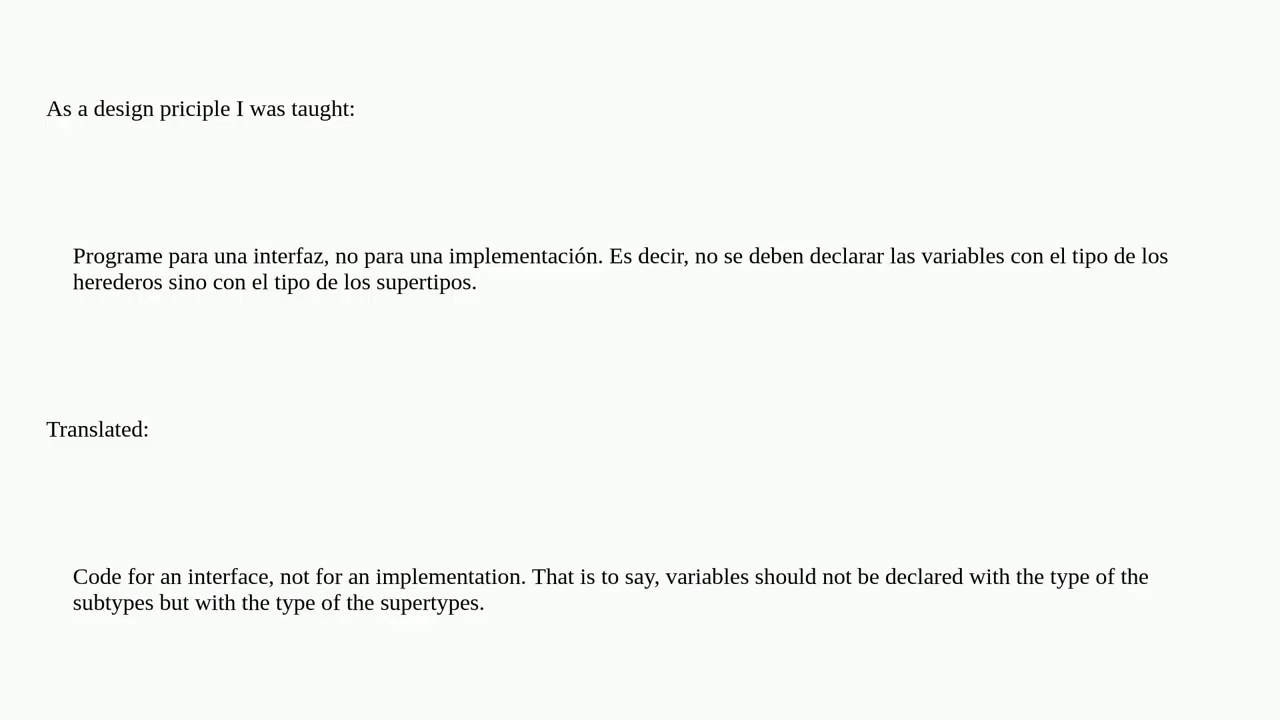 As a design priciple I was taught:
Programe para una interfaz, no para una implementación. Es decir, no se deben declarar las variables con el tipo de los
herederos sino con el tipo de los supertipos.
Translated:
Code for an interface, not for an implementation. That is to say, variables should not be declared with the type of the
subtypes but with the type of the supertypes.